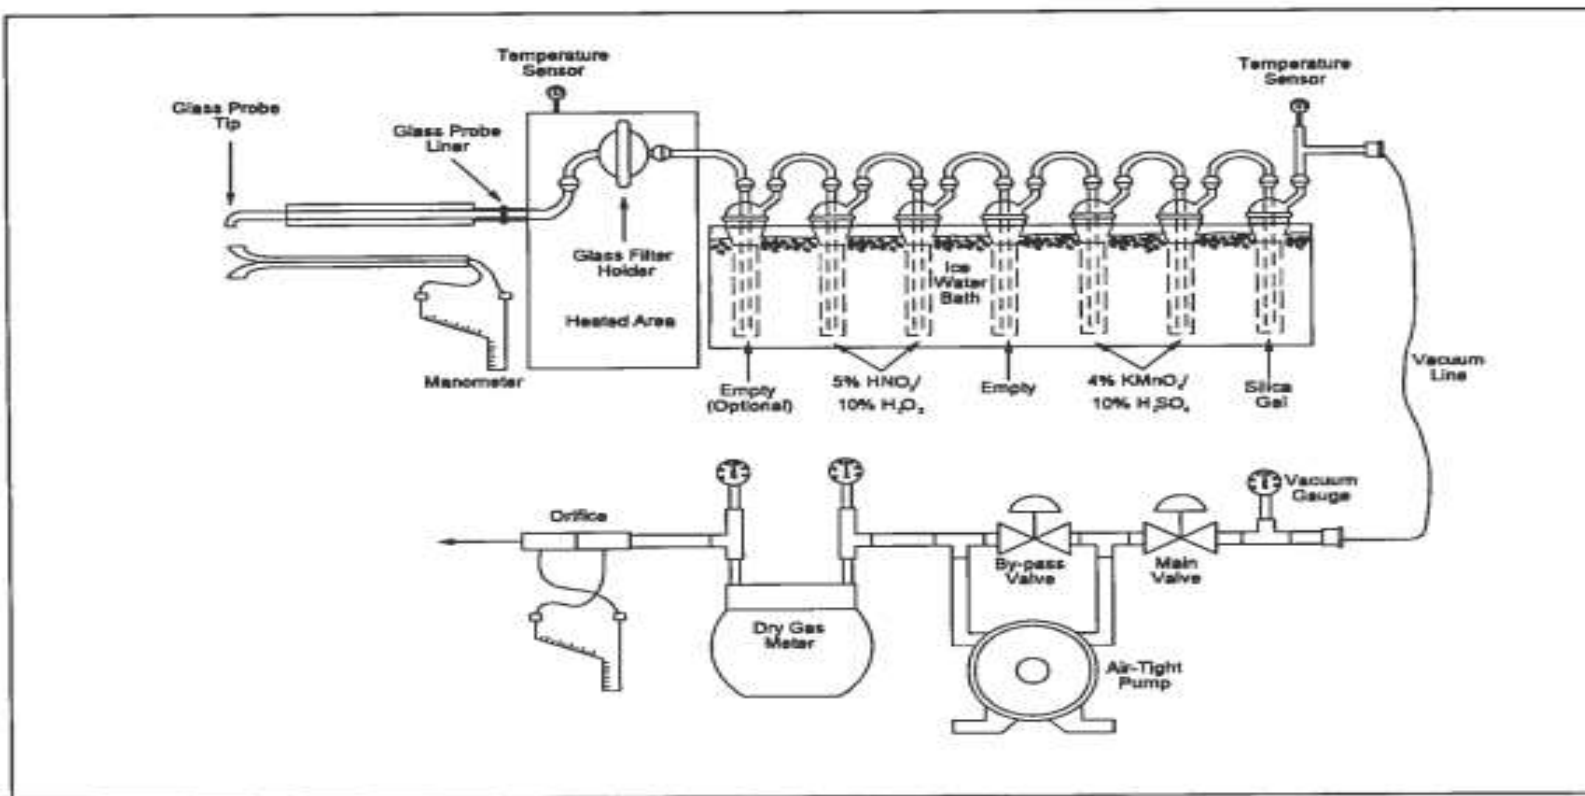 Temperature
Sensor
Temperature
Sensor
Glass Probe
Tip
Glass Probe
Liner
Glass Filter
Holder
Heated Area
Ice
Water
Bath
Manometer
Empty
(Optional)
5% HNO₃/
10% H₂O₂
Empty
4% KMnO₄/
10% H₂SO₄
Silica
Gel
Vacuum
Line
Vacuum
Gauge
Orifice
By-pass
Valve
Main
Valve
Dry Gas
Meter
Air-Tight
Pump